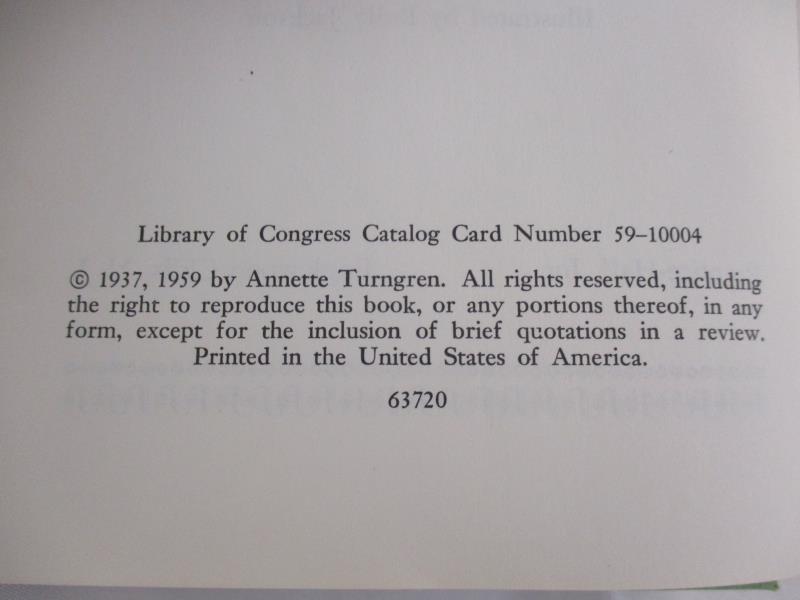 Library of Congress Catalog Card Number 59-10004
© 1937, 1959 by Annette Turngren. All rights reserved, including
the right to reproduce this book, or any portions thereof, in any
form, except for the inclusion of brief quotations in a review.
Printed in the United States of America.
63720